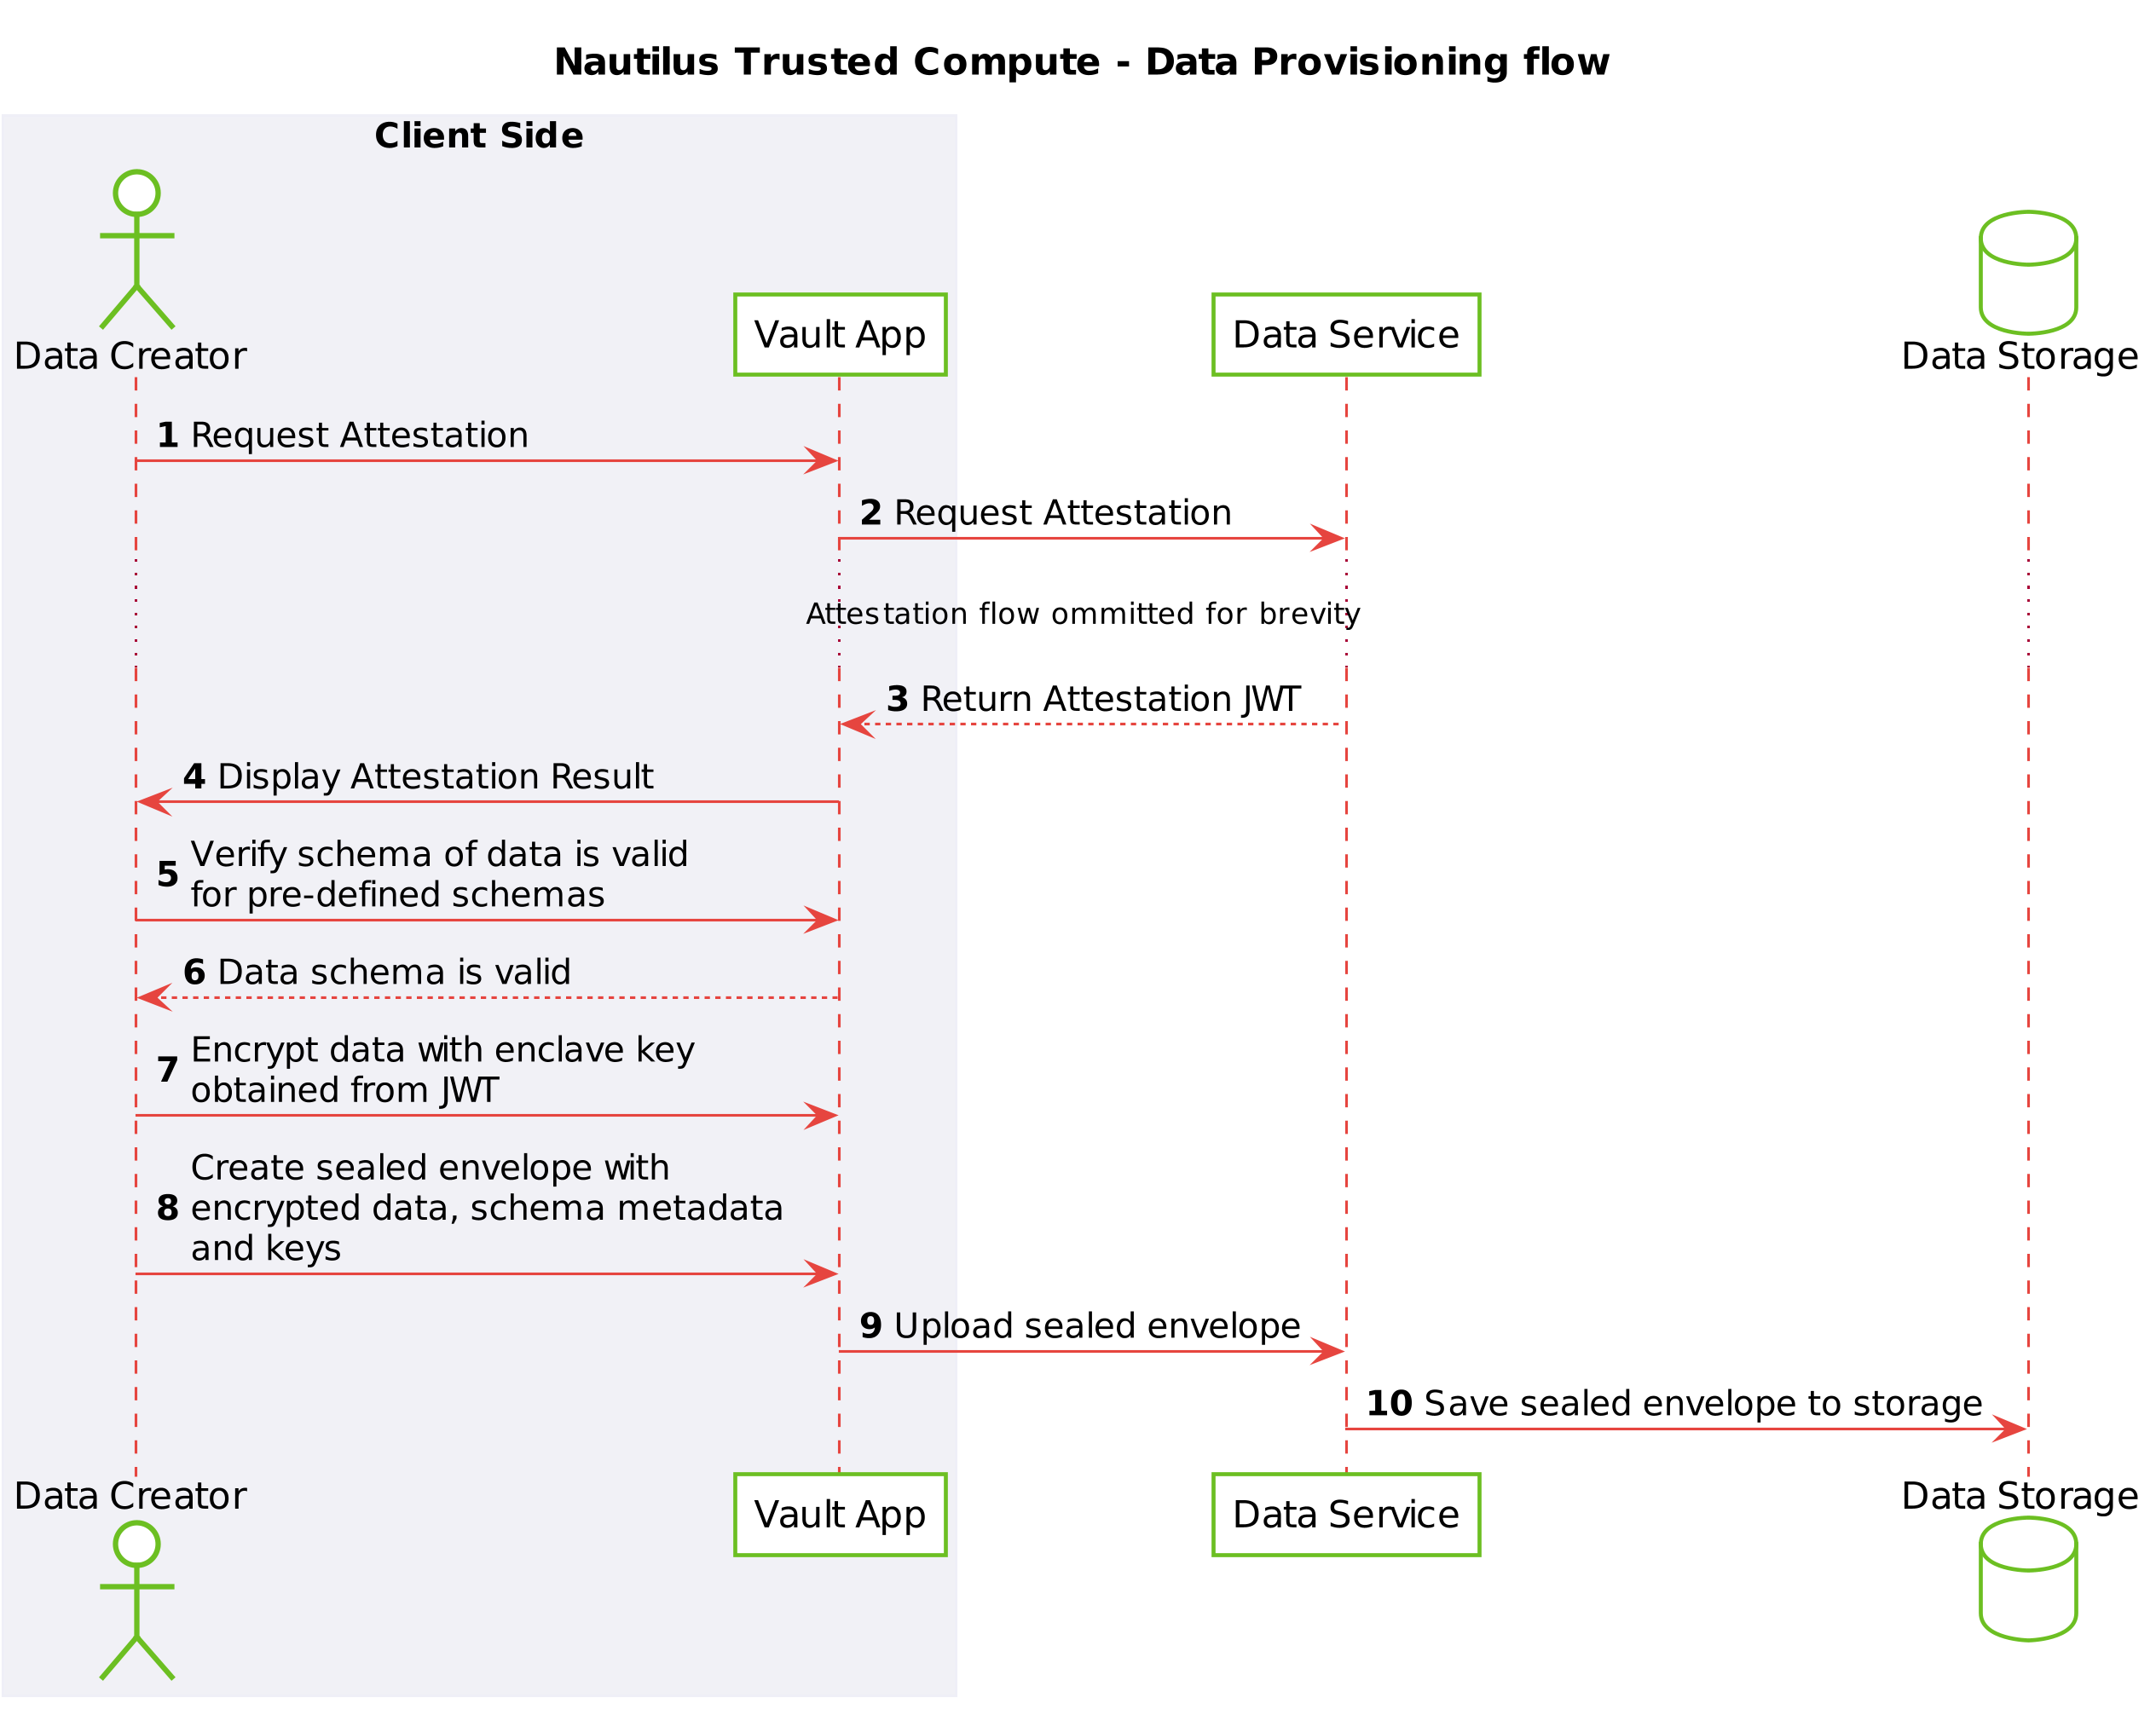 Nautilus Trusted Compute - Data Provisioning flow
Client Side
Data Creator
Vault App
Data Service
Data Storage
1 Request Attestation
2 Request Attestation
Attestation flow ommitted for brevity
3 Return Attestation JWT
4 Display Attestation Result
5 Verify schema of data is valid
for pre-defined schemas
6 Data schema is valid
7 Encrypt data with enclave key
obtained from JWT
8 Create sealed envelope with
encrypted data, schema metadata
and keys
9 Upload sealed envelope
10 Save sealed envelope to storage
Data Creator
Vault App
Data Service
Data Storage